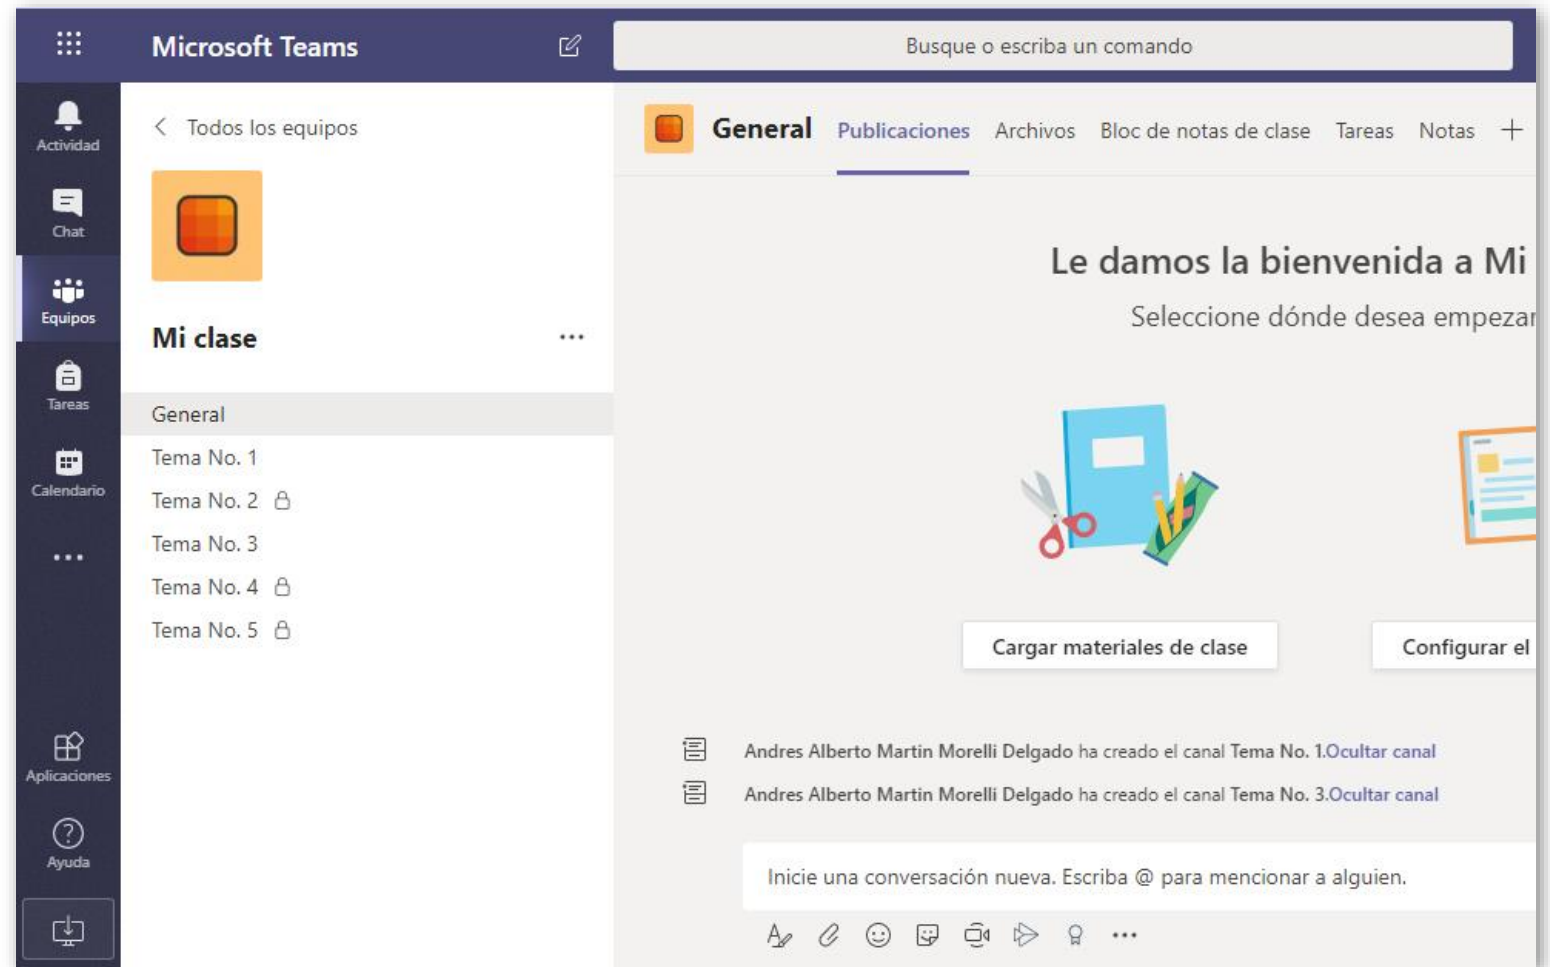 Microsoft Teams
Busque o escriba un comando
Actividad
Chat
Equipos
Tareas
Calendario
Aplicaciones
Ayuda
Todos los equipos
Mi clase
General
Tema No. 1
Tema No. 2
Tema No. 3
Tema No. 4
Tema No. 5
General Publicaciones Archivos Bloc de notas de clase Tareas Notas
Le damos la bienvenida a Mi
Seleccione dónde desea empezar
Cargar materiales de clase
Configurar el
Andres Alberto Martin Morelli Delgado ha creado el canal Tema No. 1.Ocultar canal
Andres Alberto Martin Morelli Delgado ha creado el canal Tema No. 3.Ocultar canal
Inicie una conversación nueva. Escriba @ para mencionar a alguien.